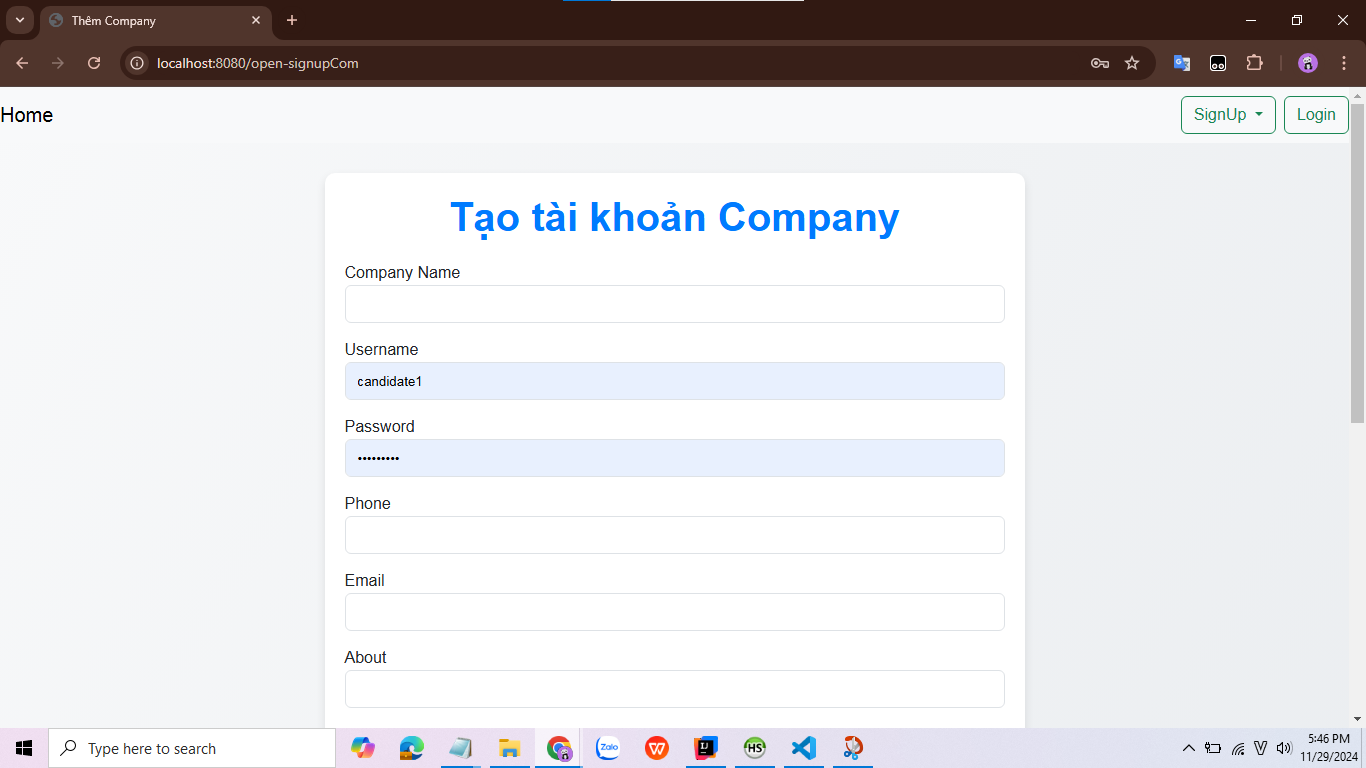 Thêm Company
localhost:8080/open-signupCom
Home
SignUp
Login
Tạo tài khoản Company
Company Name
Username
candidate1
Password
•••••••••
Phone
Email
About
Type here to search
Zalo
W
IJ
HS
V
5:46 PM
11/29/2024